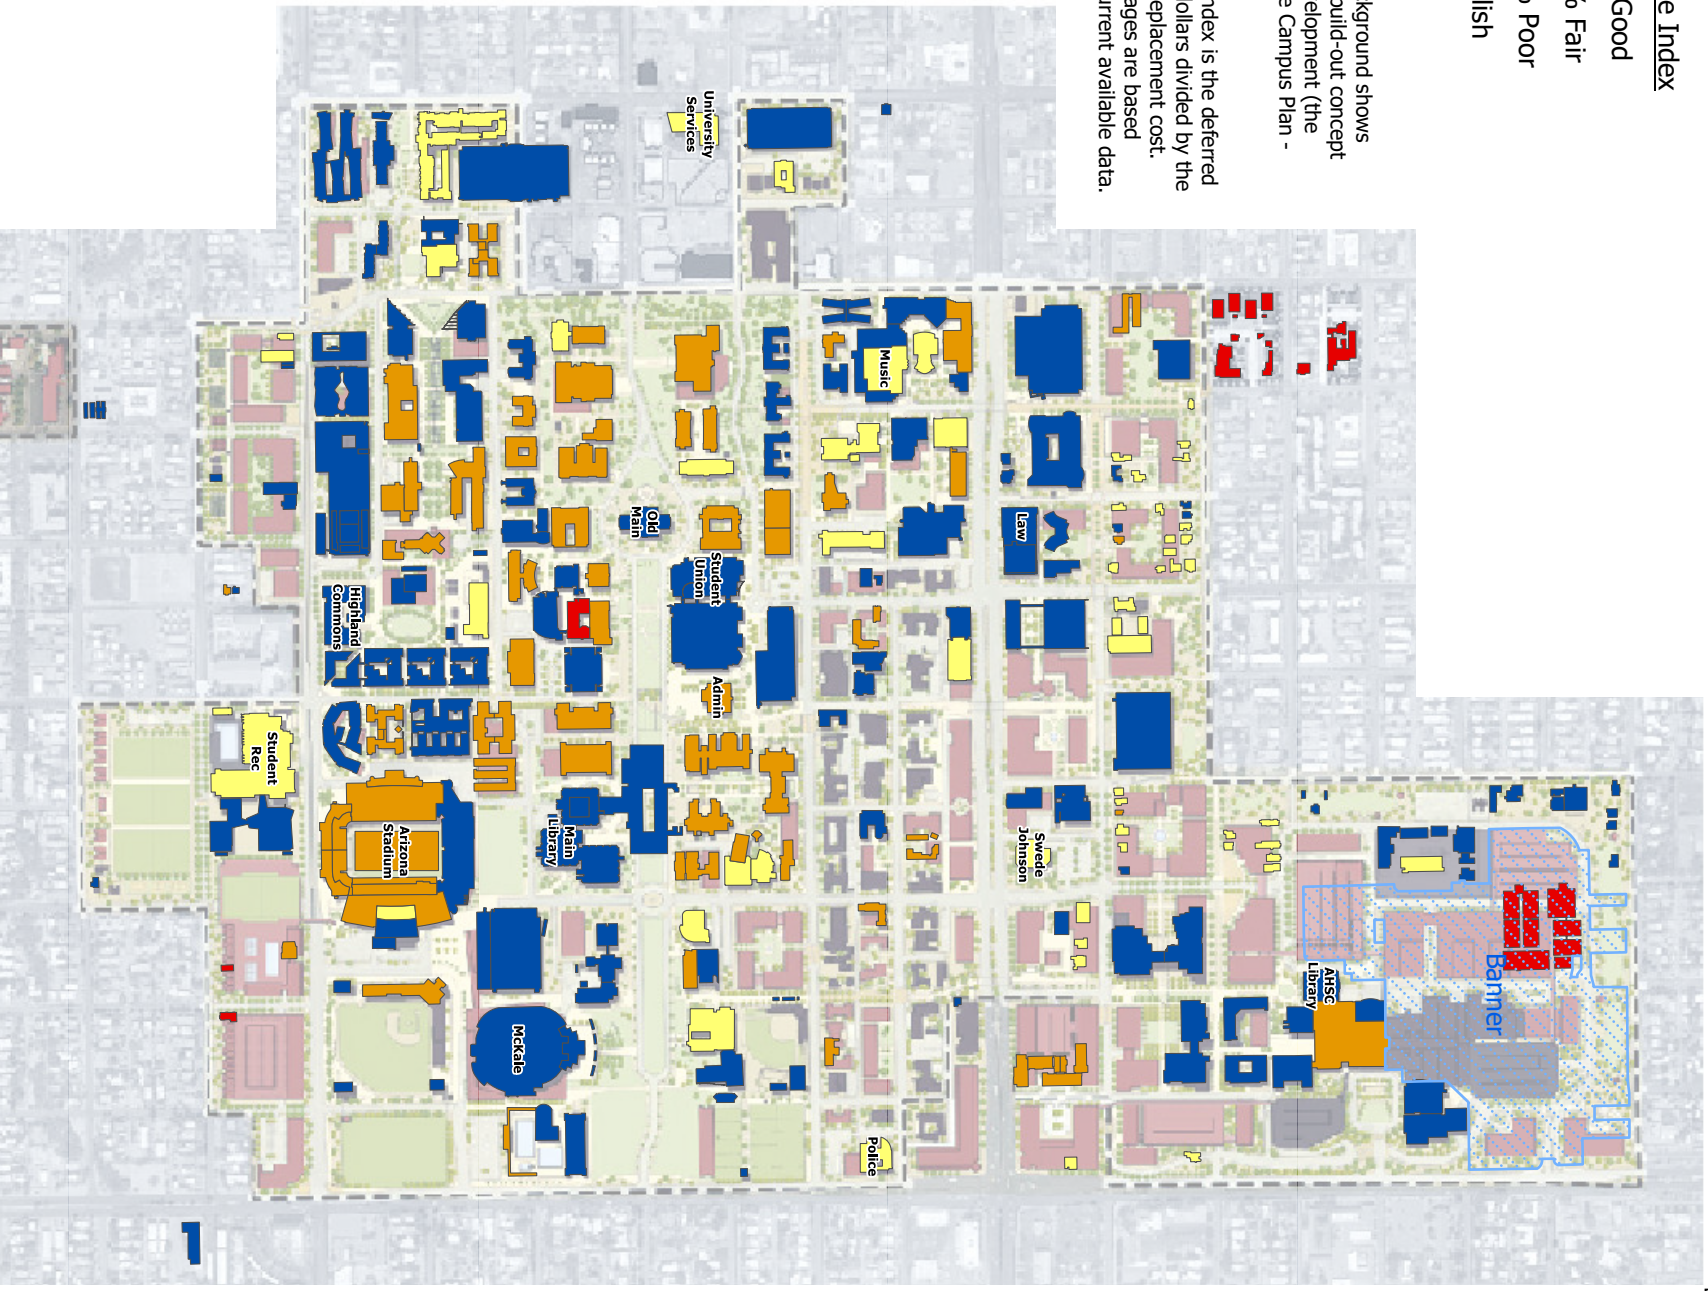 e Index
Good
% Fair
Poor
lish
kground shows
build-out concept
elopment (the
e Campus Plan -
ndex is the deferred
dollars divided by the
eplacement cost.
ages are based
urrent available data.
University
Services
Music
Law
Old
Main
Student
Union
Highland
Commons
Admin
Student
Rec
Arizona
Stadium
Main
Library
Swede
Johnson
AHSC
Library
Banner
McKale
Police